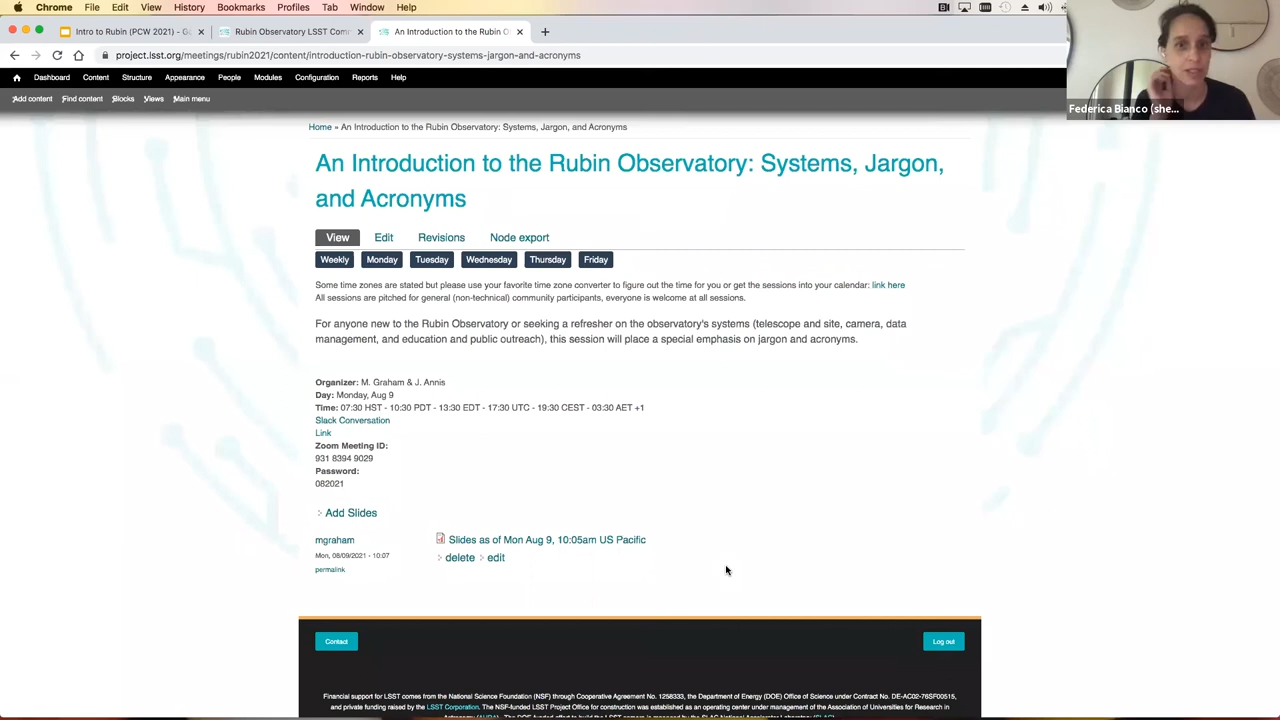 Chrome File Edit View History Bookmarks Profiles Tab Window Help
Intro to Rubin (PCW 2021) - Go
Rubin Observatory LSST Com
An Introduction to the Rubin O
project.lsst.org/meetings/rubin2021/content/introduction-rubin-observatory-systems-jargon-and-acronyms
Dashboard Content Structure Appearance People Modules Configuration Reports Help
Add content Find content Blocks Views Main menu
Federica Bianco (she...
Home » An Introduction to the Rubin Observatory: Systems, Jargon, and Acronyms
An Introduction to the Rubin Observatory: Systems, Jargon,
and Acronyms
View Edit Revisions Node export
Weekly Monday Tuesday Wednesday Thursday Friday
Some time zones are stated but please use your favorite time zone converter to figure out the time for you or get the sessions into your calendar: link here
All sessions are pitched for general (non-technical) community participants, everyone is welcome at all sessions.
For anyone new to the Rubin Observatory or seeking a refresher on the observatory's systems (telescope and site, camera, data
management, and education and public outreach), this session will place a special emphasis on jargon and acronyms.
Organizer: M. Graham & J. Annis
Day: Monday, Aug 9
Time: 07:30 HST - 10:30 PDT - 13:30 EDT - 17:30 UTC - 19:30 CEST - 03:30 AET +1
Slack Conversation
Link
Zoom Meeting ID:
931 8394 9029
Password:
082021
Add Slides
mgraham
Slides as of Mon Aug 9, 10:05am US Pacific
Mon, 08/09/2021 - 10:07
delete edit
permalink
Contact
Log out
Financial support for LSST comes from the National Science Foundation (NSF) through Cooperative Agreement No. 1258333, the Department of Energy (DOE) Office of Science under Contract No. DE-AC02-76SF00515,
and private funding raised by the LSST Corporation. The NSF-funded LSST Project Office for construction was established as an operating center under management of the Association of Universities for Research in